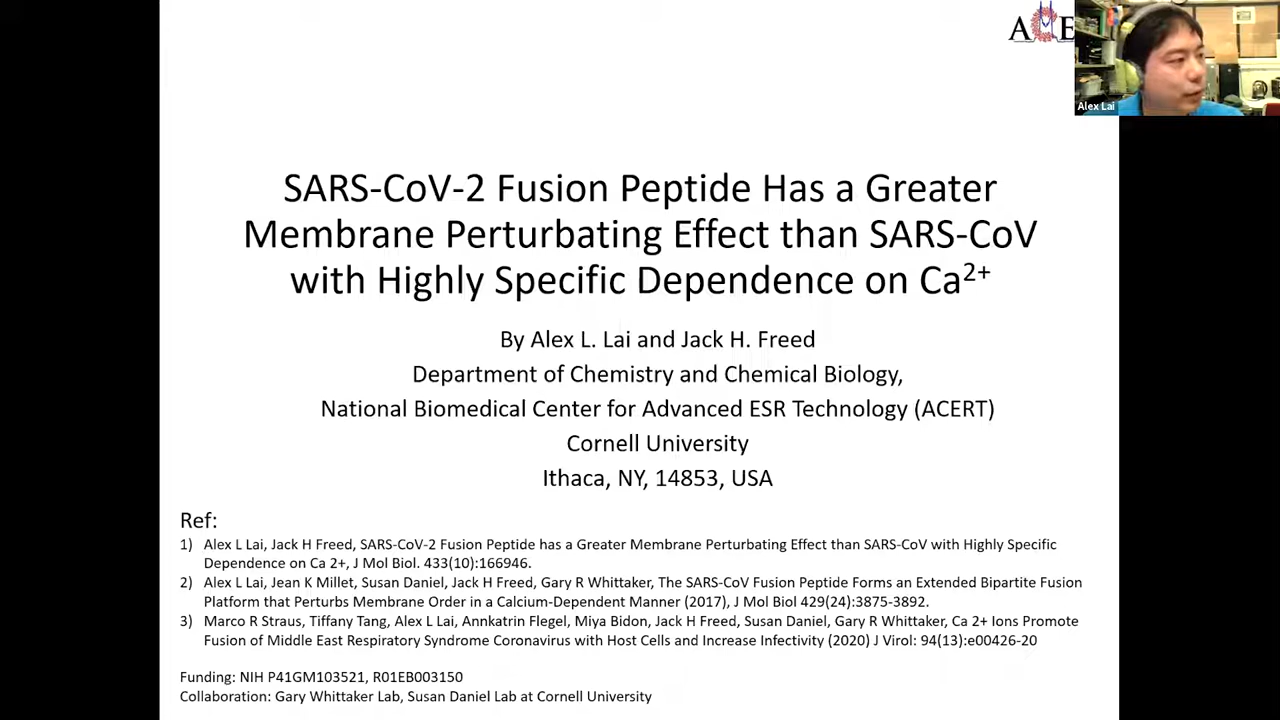 ACE
Alex Lai
SARS-CoV-2 Fusion Peptide Has a Greater
Membrane Perturbating Effect than SARS-CoV
with Highly Specific Dependence on Ca²⁺
By Alex L. Lai and Jack H. Freed
Department of Chemistry and Chemical Biology,
National Biomedical Center for Advanced ESR Technology (ACERT)
Cornell University
Ithaca, NY, 14853, USA
Ref:
1) Alex L Lai, Jack H Freed, SARS-CoV-2 Fusion Peptide has a Greater Membrane Perturbating Effect than SARS-CoV with Highly Specific
Dependence on Ca 2+, J Mol Biol. 433(10):166946.
2) Alex L Lai, Jean K Millet, Susan Daniel, Jack H Freed, Gary R Whittaker, The SARS-CoV Fusion Peptide Forms an Extended Bipartite Fusion
Platform that Perturbs Membrane Order in a Calcium-Dependent Manner (2017), J Mol Biol 429(24):3875-3892.
3) Marco R Straus, Tiffany Tang, Alex L Lai, Annkatrin Flegel, Miya Bidon, Jack H Freed, Susan Daniel, Gary R Whittaker, Ca 2+ Ions Promote
Fusion of Middle East Respiratory Syndrome Coronavirus with Host Cells and Increase Infectivity (2020) J Virol: 94(13):e00426-20
Funding: NIH P41GM103521, R01EB003150
Collaboration: Gary Whittaker Lab, Susan Daniel Lab at Cornell University